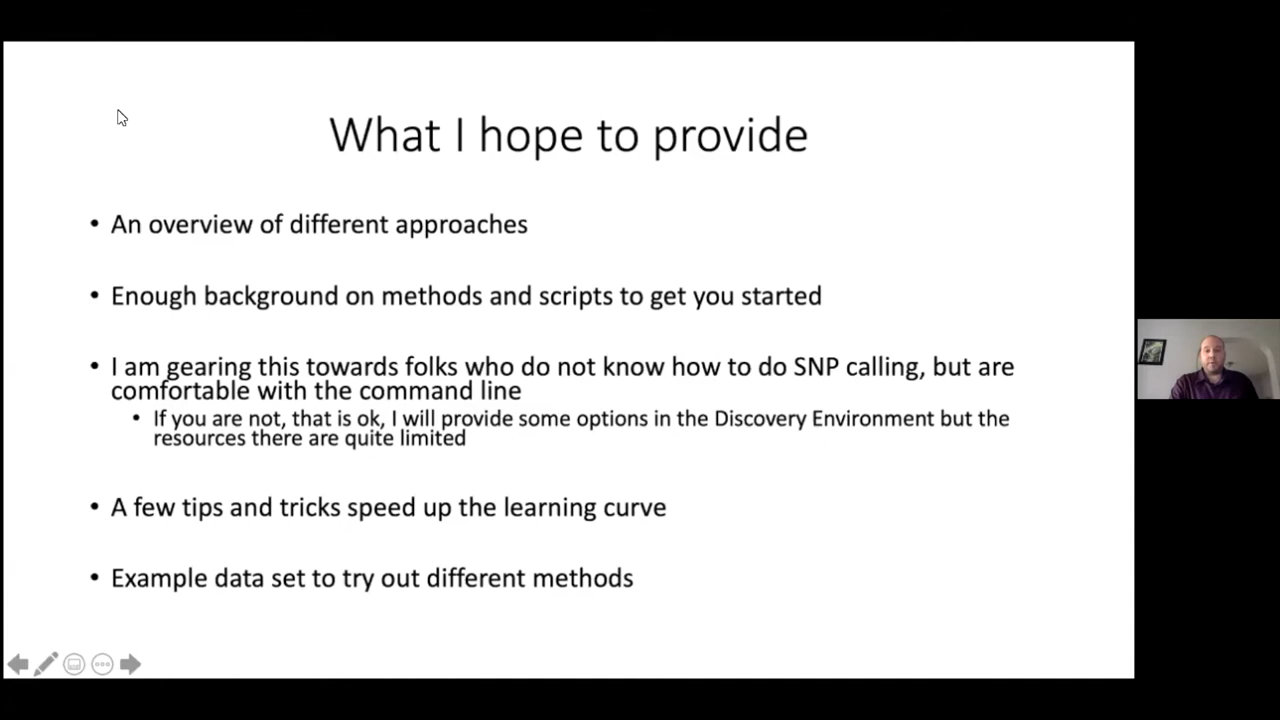 What I hope to provide
• An overview of different approaches
• Enough background on methods and scripts to get you started
• I am gearing this towards folks who do not know how to do SNP calling, but are
comfortable with the command line
• If you are not, that is ok, I will provide some options in the Discovery Environment but the
resources there are quite limited
• A few tips and tricks speed up the learning curve
• Example data set to try out different methods